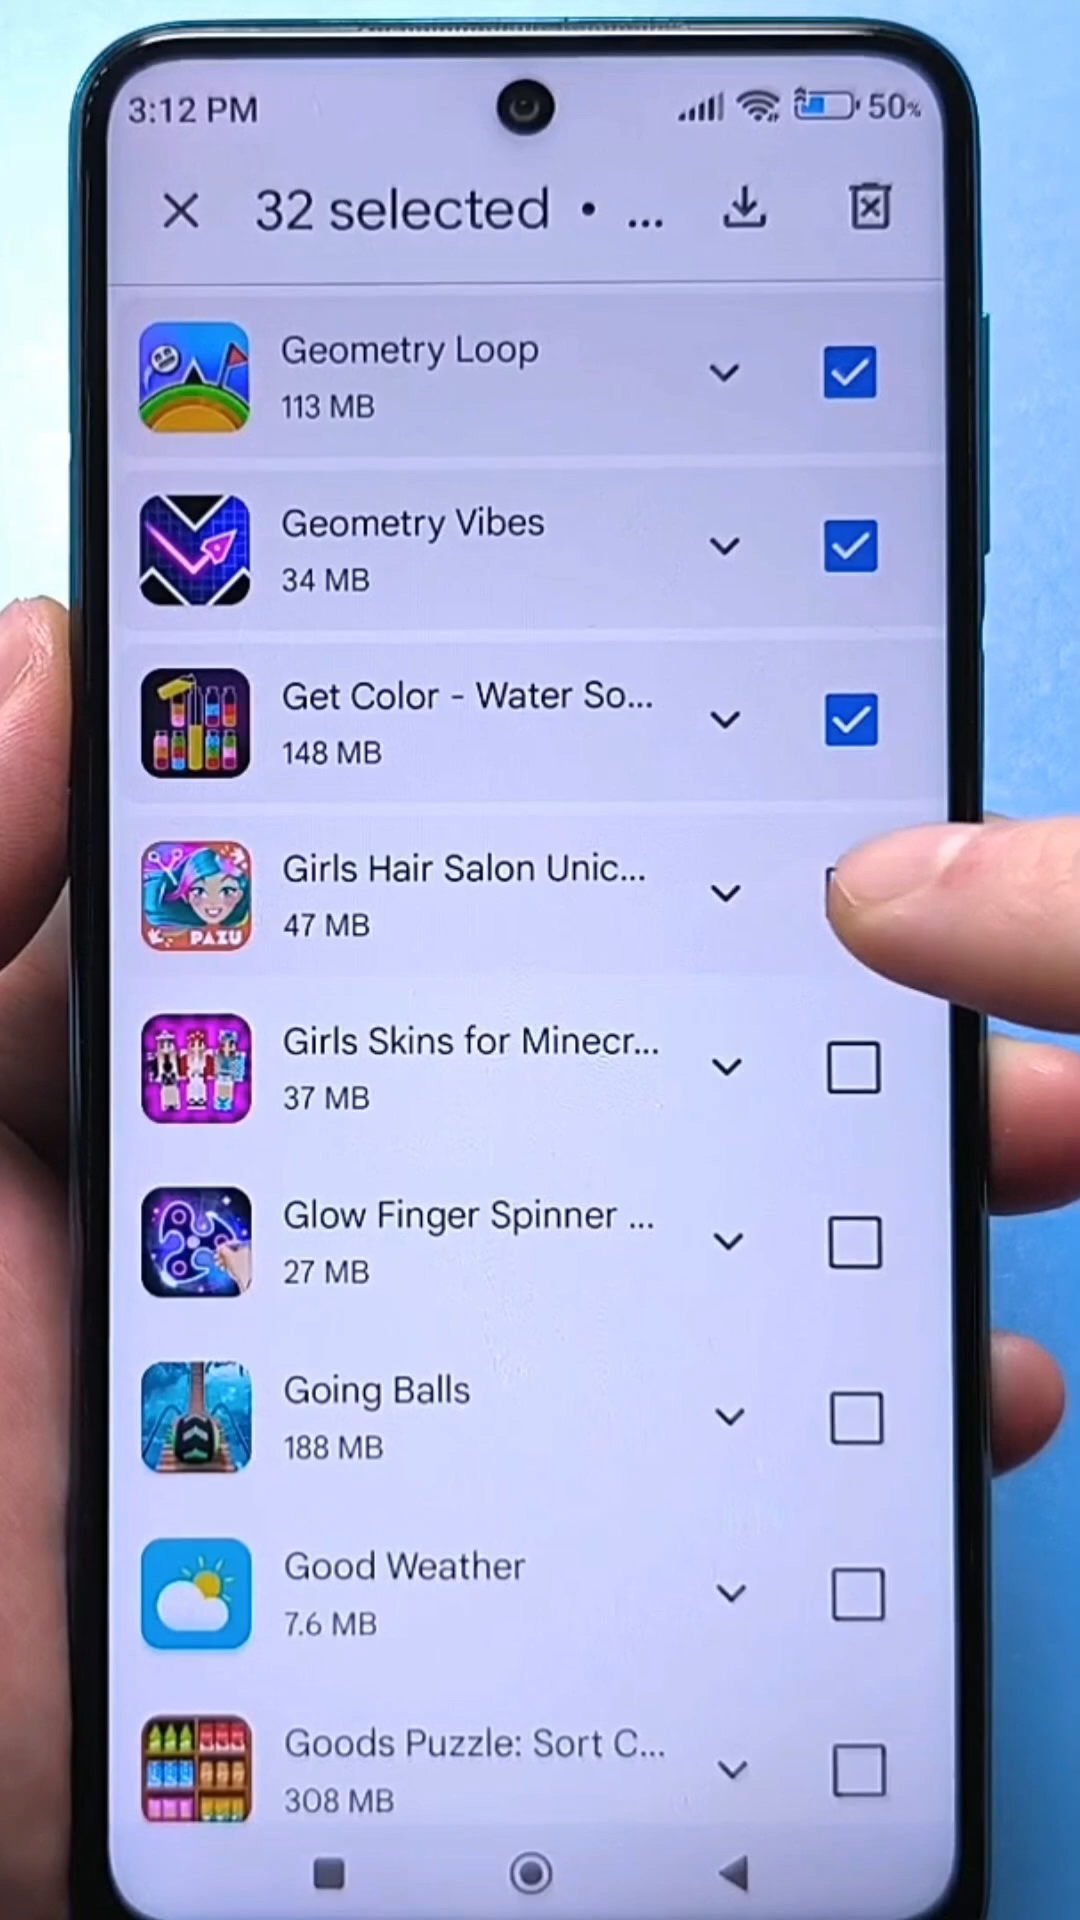 3:12 PM
50%
32 selected • ...
Geometry Loop
113 MB
Geometry Vibes
34 MB
Get Color - Water So...
148 MB
Girls Hair Salon Unic...
47 MB
PAZU
Girls Skins for Minecr...
37 MB
Glow Finger Spinner ...
27 MB
Going Balls
188 MB
Good Weather
7.6 MB
Goods Puzzle: Sort C...
308 MB